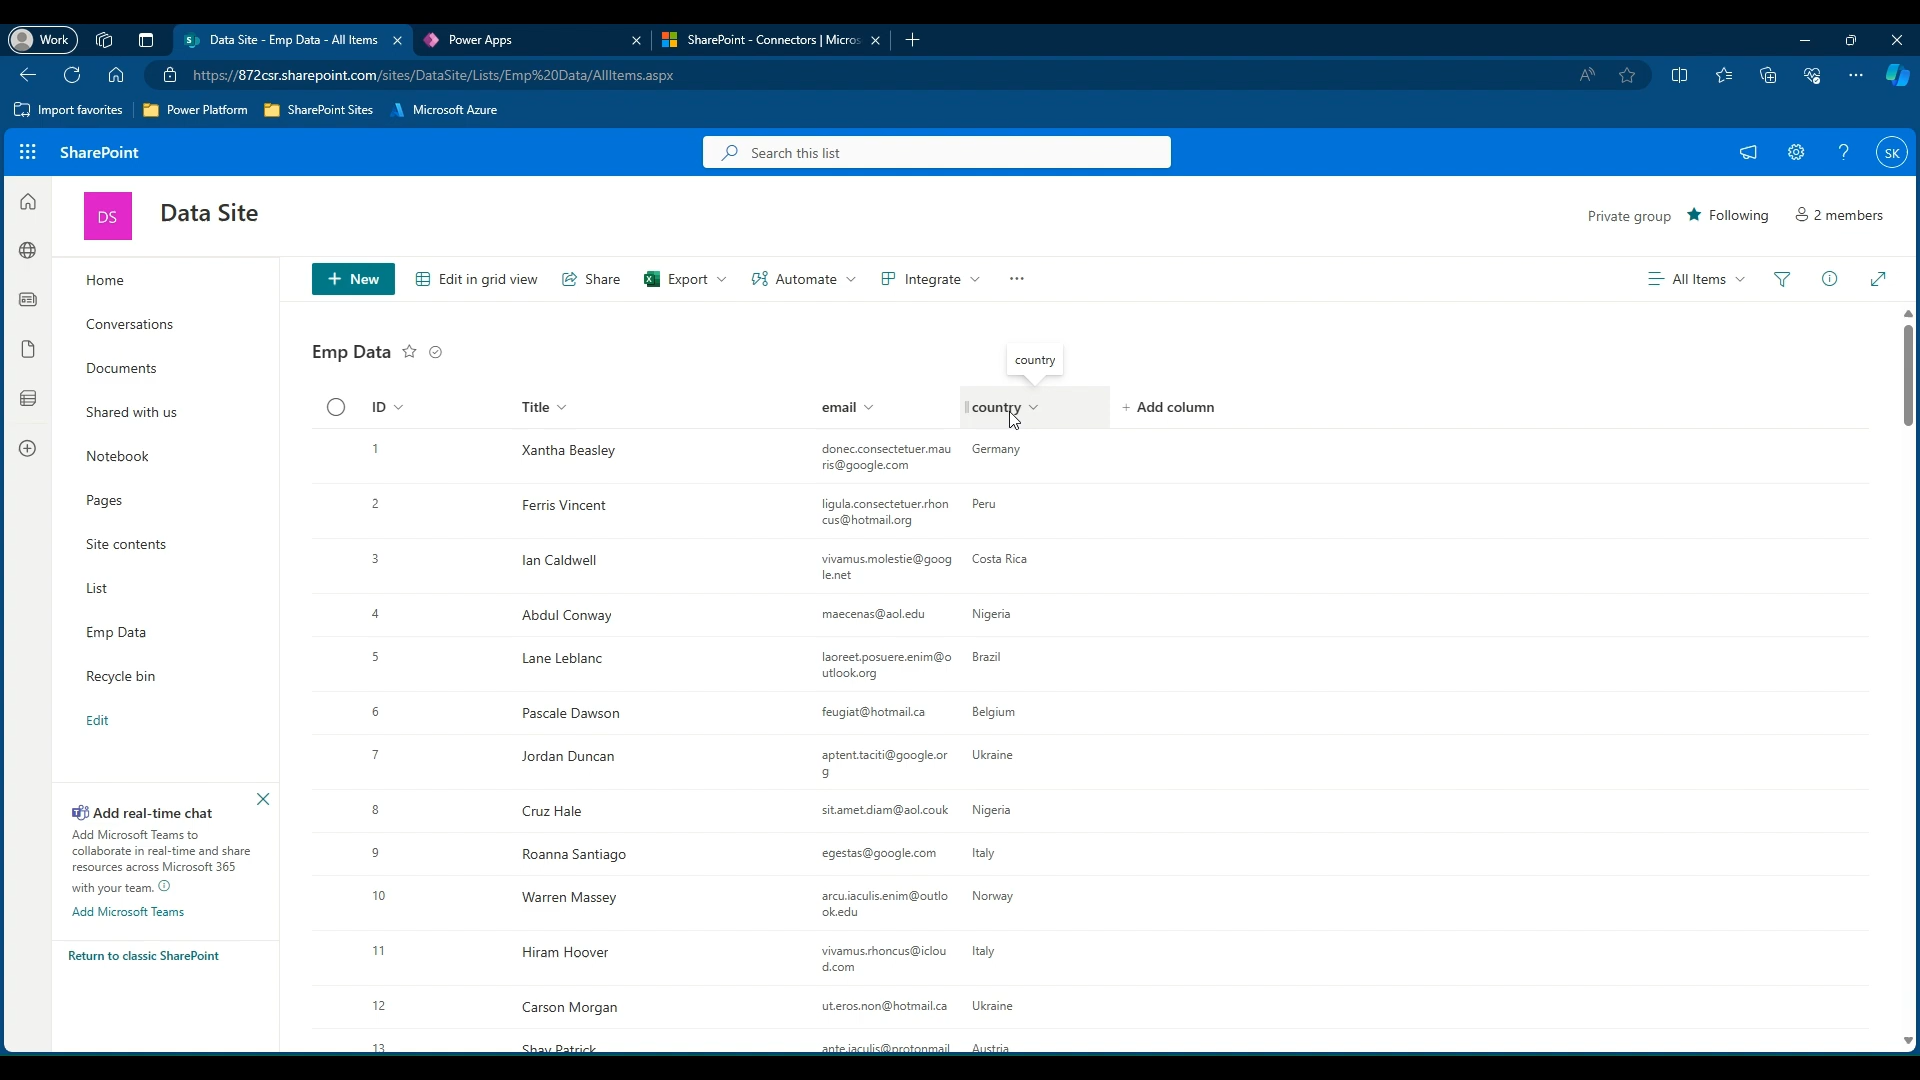 Work
Data Site - Emp Data - All Items
Power Apps
SharePoint - Connectors | Micros
https://872csr.sharepoint.com/sites/DataSite/Lists/Emp%20Data/AllItems.aspx
Import favorites
Power Platform
SharePoint Sites
Microsoft Azure
SharePoint
Search this list
SK
DS
Data Site
Private group
Following
2 members
Home
Conversations
Documents
Shared with us
Notebook
Pages
Site contents
List
Emp Data
Recycle bin
Edit
Add real-time chat
Add Microsoft Teams to
collaborate in real-time and share
resources across Microsoft 365
with your team.
Add Microsoft Teams
Return to classic SharePoint
+ New
Edit in grid view
Share
Export
Automate
Integrate
...
All Items
Emp Data
country
ID Title email country + Add column
1 Xantha Beasley donec.consectetuer.mau Germany
ris@google.com
2 Ferris Vincent ligula.consectetuer.rhon Peru
cus@hotmail.org
3 Ian Caldwell vivamus.molestie@goog Costa Rica
le.net
4 Abdul Conway maecenas@aol.edu Nigeria
5 Lane Leblanc laoreet.posuere.enim@o Brazil
utlook.org
6 Pascale Dawson feugiat@hotmail.ca Belgium
7 Jordan Duncan aptent.taciti@google.or Ukraine
g
8 Cruz Hale sit.amet.diam@aol.couk Nigeria
9 Roanna Santiago egestas@google.com Italy
10 Warren Massey arcu.iaculis.enim@outlo Norway
ok.edu
11 Hiram Hoover vivamus.rhoncus@iclou Italy
d.com
12 Carson Morgan ut.eros.non@hotmail.ca Ukraine
13 Shay Patrick ante.iaculis@protonmail Austria